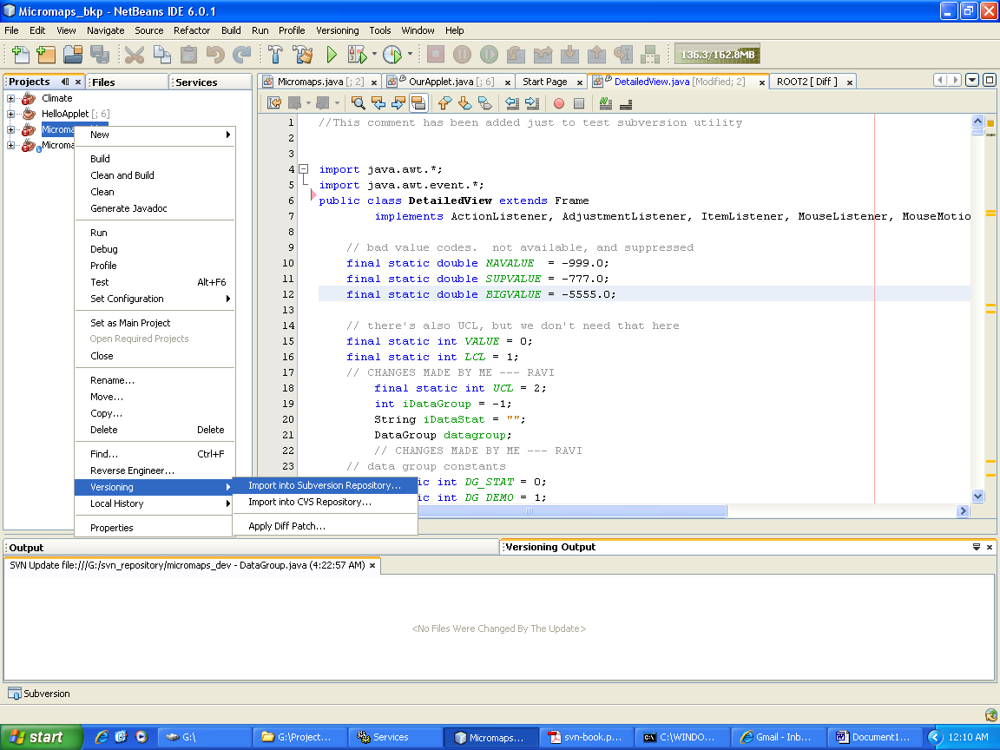 Micromaps_bkp - NetBeans IDE 6.0.1
File Edit View Navigate Source Refactor Build Run Profile Versioning Tools Window Help
136.3/162.8MB
Projects Files Services
Climate
HelloApplet [; 6]
Microma
Microma
New
Build
Clean and Build
Clean
Generate Javadoc
Run
Debug
Profile
Test Alt+F6
Set Configuration
Set as Main Project
Open Required Projects
Close
Rename...
Move...
Copy...
Delete Delete
Find... Ctrl+F
Reverse Engineer...
Versioning
Local History
Properties
Import into Subversion Repository...
Import into CVS Repository...
Apply Diff Patch...
Micromaps.java [; 2] OurApplet.java [; 6] Start Page DetailedView.java [Modified; 2] ROOT2 [ Diff ]
1 //This comment has been added just to test subversion utility
2
3
4 import java.awt.*;
5 import java.awt.event.*;
6 public class DetailedView extends Frame
7 implements ActionListener, AdjustmentListener, ItemListener, MouseListener, MouseMotio
8
9 // bad value codes.  not available, and suppressed
10 final static double NAVALUE  = -999.0;
11 final static double SUPVALUE = -777.0;
12 final static double BIGVALUE = -5555.0;
13
14 // there's also UCL, but we don't need that here
15 final static int VALUE = 0;
16 final static int LCL = 1;
17 // CHANGES MADE BY ME --- RAVI
18 final static int UCL = 2;
19 int iDataGroup = -1;
20 String iDataStat = "";
21 DataGroup datagroup;
22 // CHANGES MADE BY ME --- RAVI
23 // data group constants
ic int DG_STAT = 0;
ic int DG_DEMO = 1;
Output
Versioning Output
SVN Update file:///G:/svn_repository/micromaps_dev - DataGroup.java (4:22:57 AM)
<No Files Were Changed By The Update>
Subversion
start
G:\
G:\Project...
Services
Micromaps...
svn-book.p...
C:\WINDO...
Gmail - Inb...
Document1...
12:10 AM